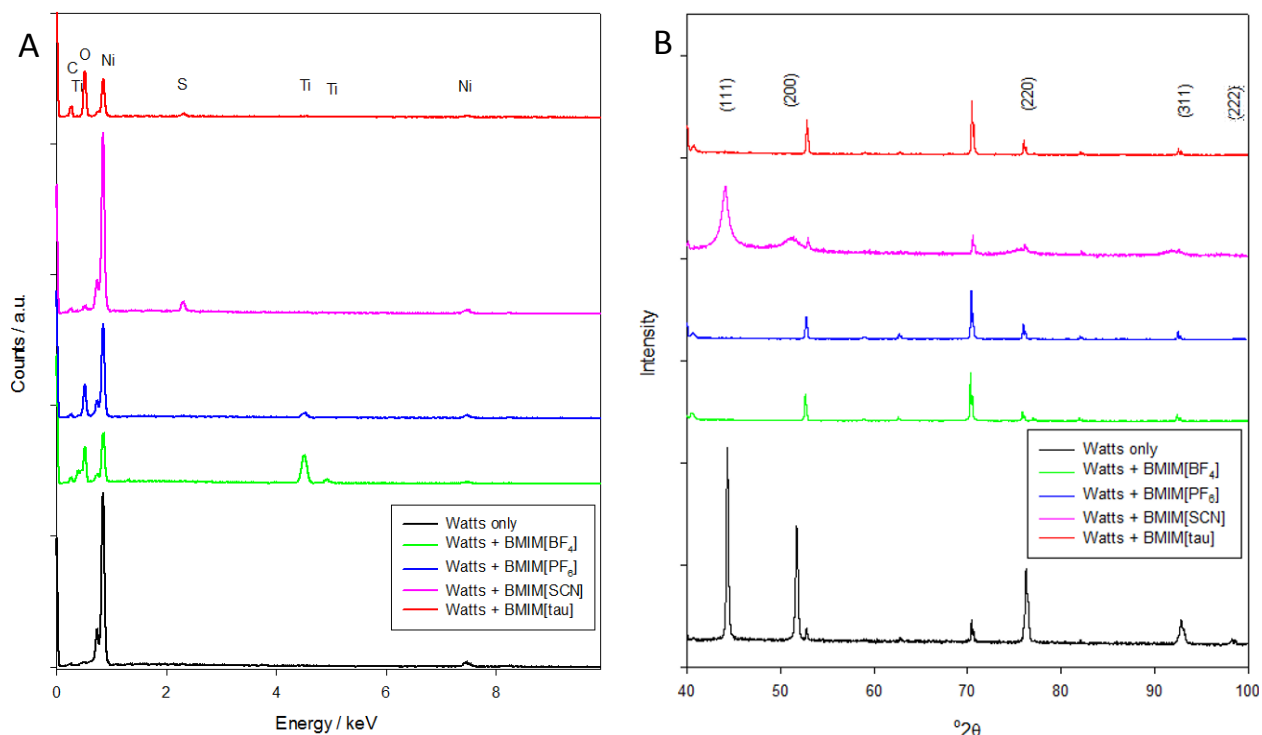 A
C
Ti
O
Ni
S
Ti
Ti
Ni
Counts / a.u.
Watts only
Watts + BMIM[BF₄]
Watts + BMIM[PF₆]
Watts + BMIM[SCN]
Watts + BMIM[tau]
0
2
4
6
8
Energy / keV
B
(111)
(200)
(220)
(311)
(222)
Intensity
Watts only
Watts + BMIM[BF₄]
Watts + BMIM[PF₆]
Watts + BMIM[SCN]
Watts + BMIM[tau]
40
50
60
70
80
90
100
°2θ